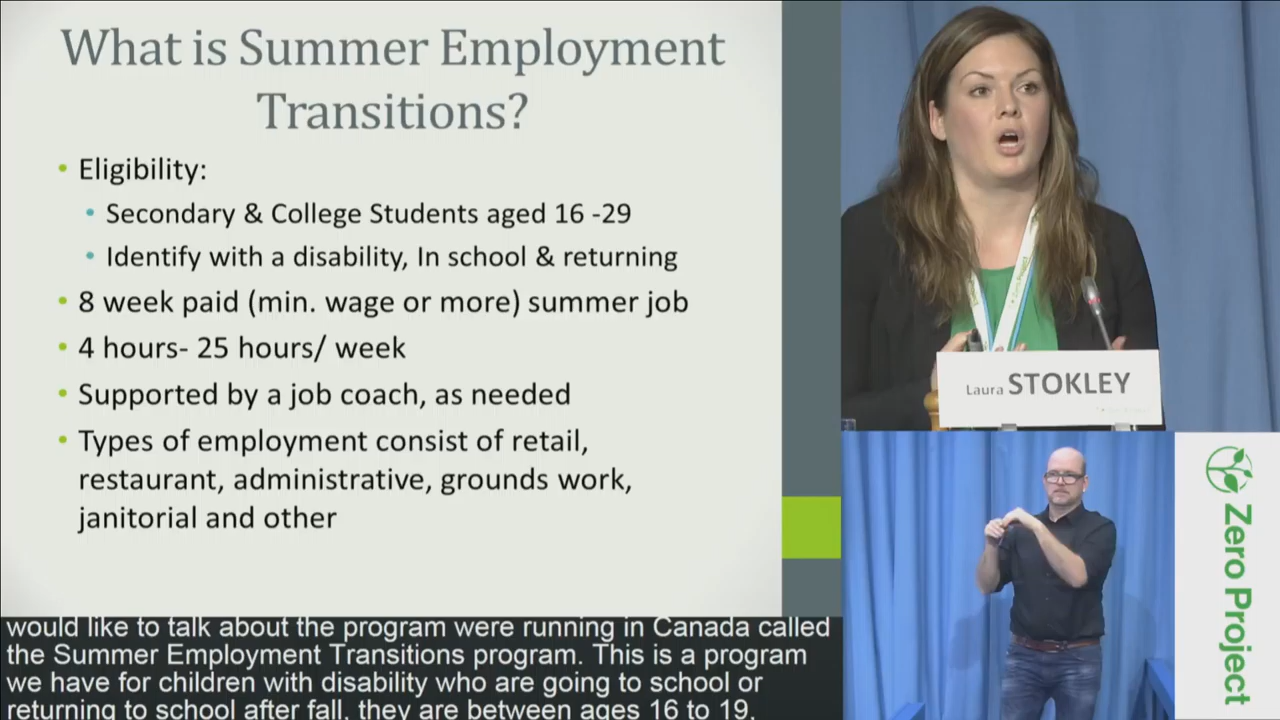 What is Summer Employment
Transitions?
• Eligibility:
• Secondary & College Students aged 16 -29
• Identify with a disability, In school & returning
• 8 week paid (min. wage or more) summer job
• 4 hours- 25 hours/ week
• Supported by a job coach, as needed
• Types of employment consist of retail,
restaurant, administrative, grounds work,
janitorial and other
Laura STOKLEY
Zero Project
would like to talk about the program were running in Canada called
the Summer Employment Transitions program. This is a program
we have for children with disability who are going to school or
returning to school after fall, they are between ages 16 to 19,